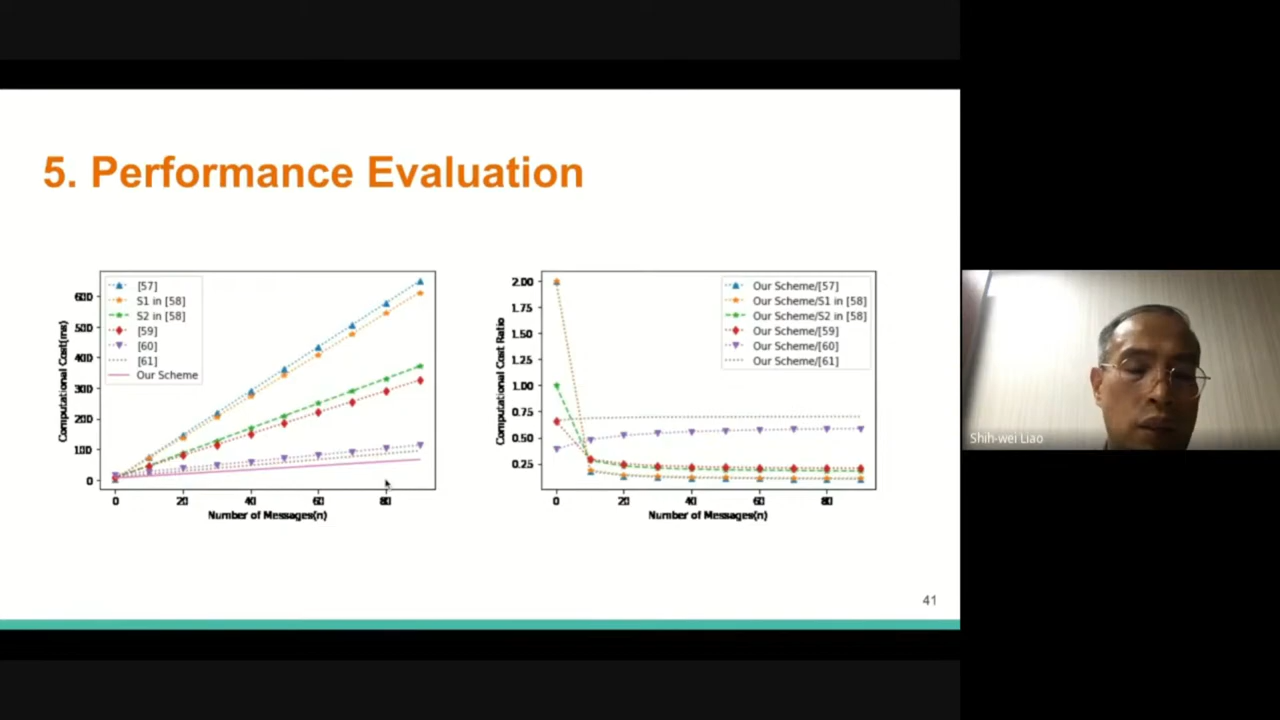 5. Performance Evaluation
Computational Cost(ms)
600
500
400
300
200
100
0
[57]
S1 in [58]
S2 in [58]
[59]
[60]
[61]
Our Scheme
0 20 40 60 80
Number of Messages(n)
Computational Cost Ratio
2.00
1.75
1.50
1.25
1.00
0.75
0.50
0.25
Our Scheme/[57]
Our Scheme/S1 in [58]
Our Scheme/S2 in [58]
Our Scheme/[59]
Our Scheme/[60]
Our Scheme/[61]
0 20 40 60 80
Number of Messages(n)
41
Shih-wei Liao